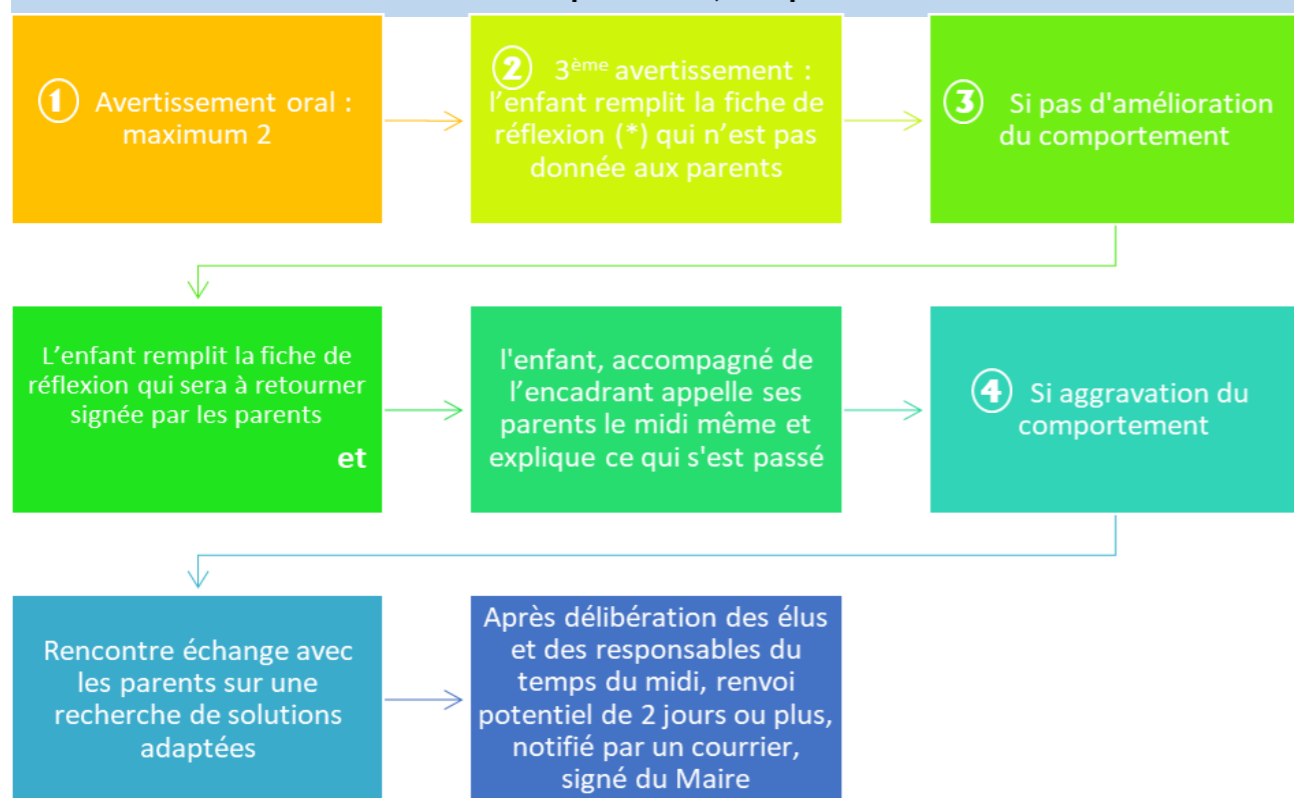 ① Avertissement oral :
maximum 2
② 3ème avertissement :
l’enfant remplit la fiche de
réflexion (*) qui n’est pas
donnée aux parents
③ Si pas d'amélioration
du comportement
L’enfant remplit la fiche de
réflexion qui sera à retourner
signée par les parents
et
l'enfant, accompagné de
l’encadrant appelle ses
parents le midi même et
explique ce qui s'est passé
④ Si aggravation du
comportement
Rencontre échange avec
les parents sur une
recherche de solutions
adaptées
Après délibération des élus
et des responsables du
temps du midi, renvoi
potentiel de 2 jours ou plus,
notifié par un courrier,
signé du Maire